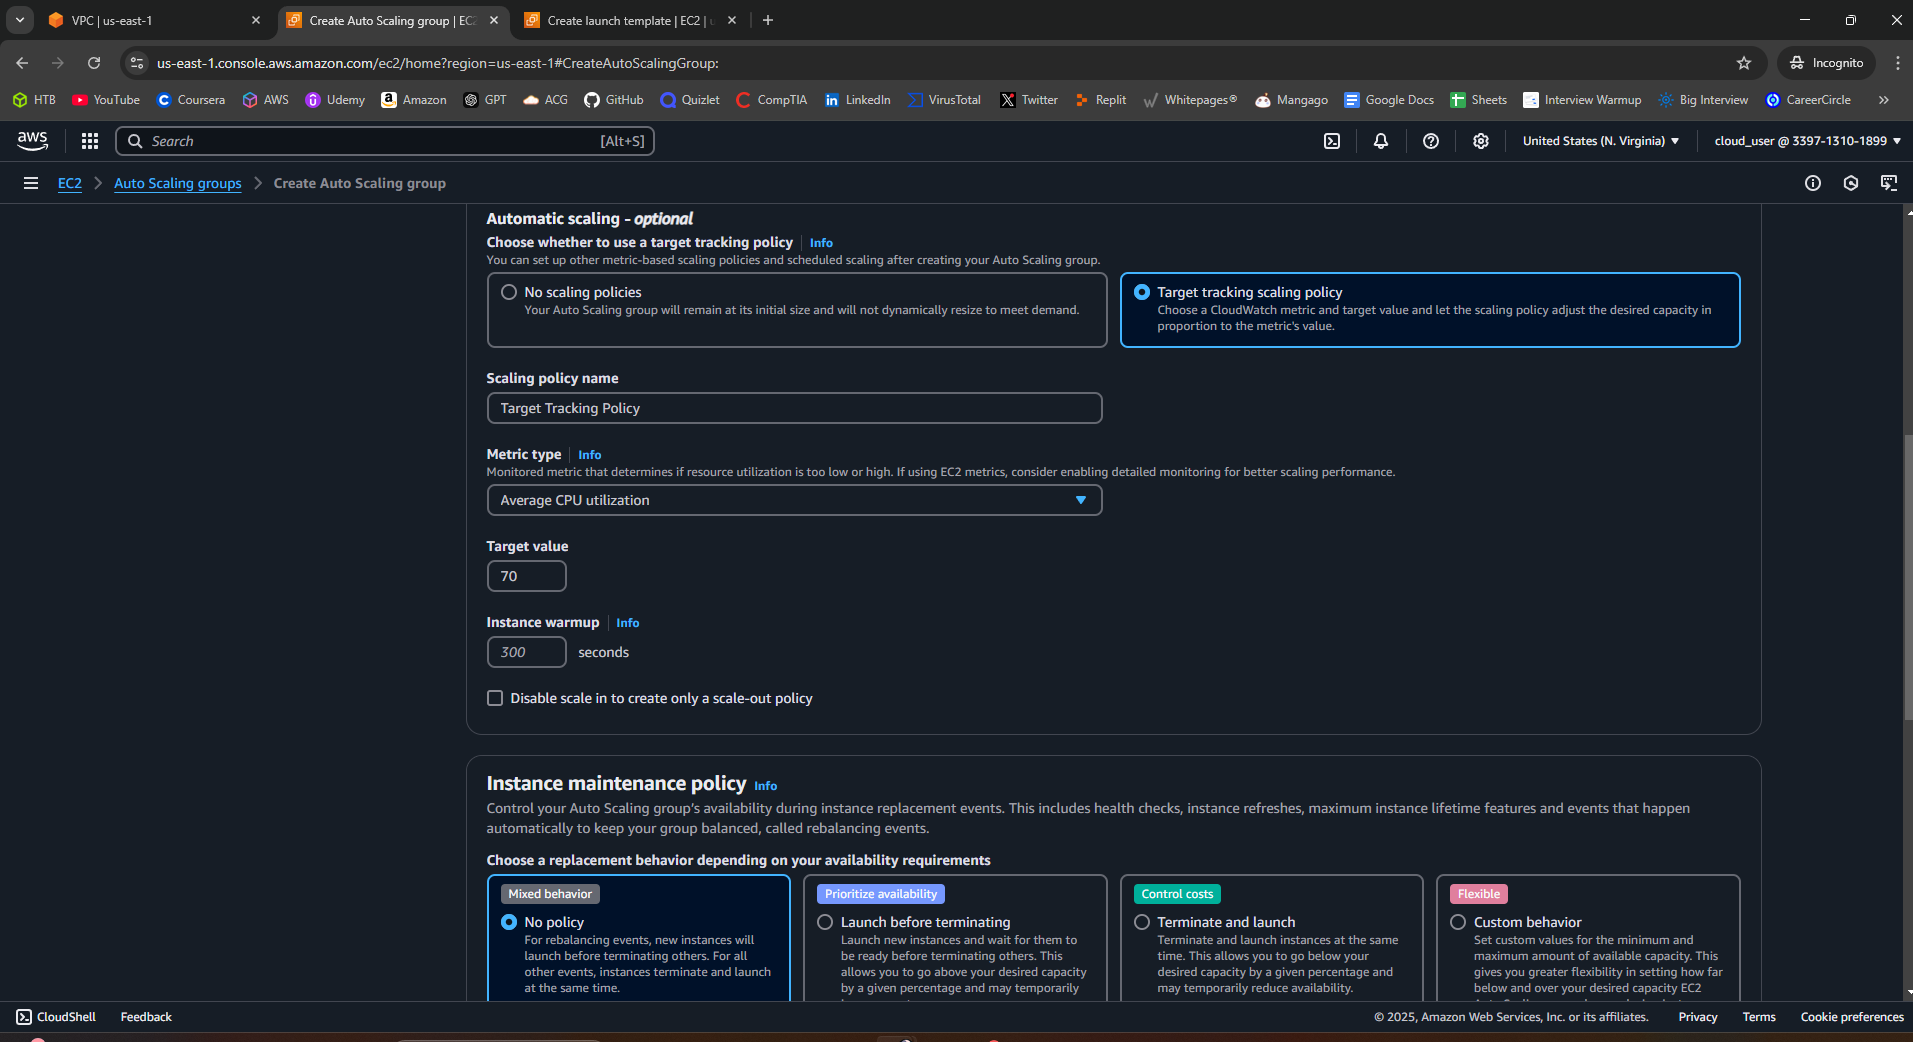 VPC | us-east-1
Create Auto Scaling group | EC2
Create launch template | EC2 | u
us-east-1.console.aws.amazon.com/ec2/home?region=us-east-1#CreateAutoScalingGroup:
Incognito
HTB YouTube Coursera AWS Udemy Amazon GPT ACG GitHub Quizlet CompTIA LinkedIn VirusTotal Twitter Replit Whitepages® Mangago Google Docs Sheets Interview Warmup Big Interview CareerCircle
aws Search [Alt+S] United States (N. Virginia) cloud_user @ 3397-1310-1899
EC2 Auto Scaling groups Create Auto Scaling group
Automatic scaling - optional
Choose whether to use a target tracking policy Info
You can set up other metric-based scaling policies and scheduled scaling after creating your Auto Scaling group.
No scaling policies
Your Auto Scaling group will remain at its initial size and will not dynamically resize to meet demand.
Target tracking scaling policy
Choose a CloudWatch metric and target value and let the scaling policy adjust the desired capacity in
proportion to the metric's value.
Scaling policy name
Target Tracking Policy
Metric type Info
Monitored metric that determines if resource utilization is too low or high. If using EC2 metrics, consider enabling detailed monitoring for better scaling performance.
Average CPU utilization
Target value
70
Instance warmup Info
300 seconds
Disable scale in to create only a scale-out policy
Instance maintenance policy Info
Control your Auto Scaling group's availability during instance replacement events. This includes health checks, instance refreshes, maximum instance lifetime features and events that happen
automatically to keep your group balanced, called rebalancing events.
Choose a replacement behavior depending on your availability requirements
Mixed behavior
No policy
For rebalancing events, new instances will
launch before terminating others. For all
other events, instances terminate and launch
at the same time.
Prioritize availability
Launch before terminating
Launch new instances and wait for them to
be ready before terminating others. This
allows you to go above your desired capacity
by a given percentage and may temporarily
Control costs
Terminate and launch
Terminate and launch instances at the same
time. This allows you to go below your
desired capacity by a given percentage and
may temporarily reduce availability.
Flexible
Custom behavior
Set custom values for the minimum and
maximum amount of available capacity. This
gives you greater flexibility in setting how far
below and over your desired capacity EC2
CloudShell Feedback © 2025, Amazon Web Services, Inc. or its affiliates. Privacy Terms Cookie preferences